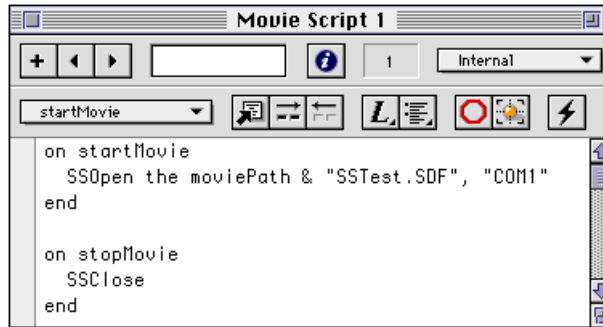 Movie Script 1
1
Internal
startMovie
L
on startMovie
SSOpen the moviePath & "SSTest.SDF", "COM1"
end
on stopMovie
SSClose
end